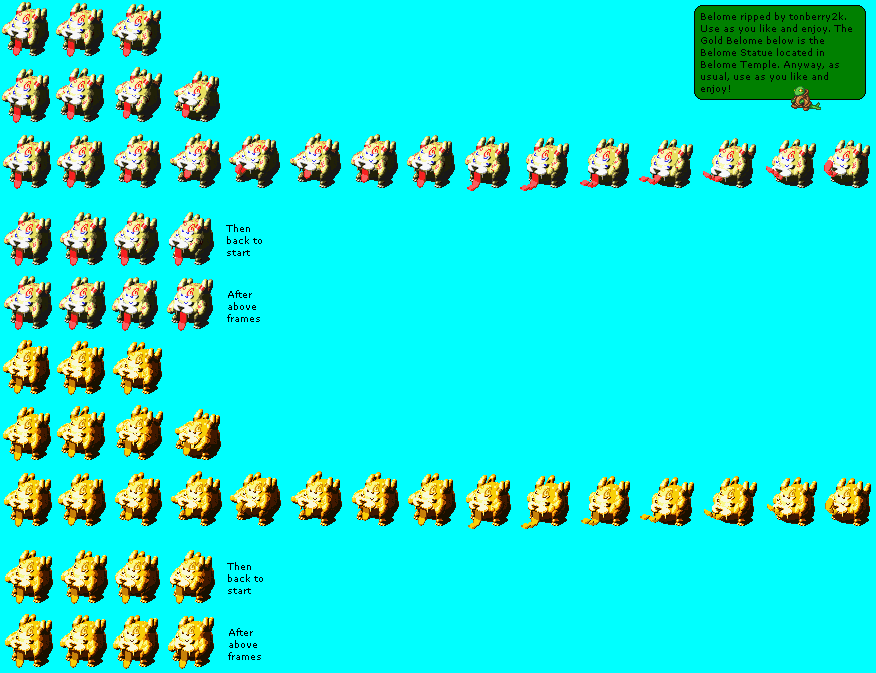 Belome ripped by tonberry2k.
Use as you like and enjoy. The
Gold Belome below is the
Belome Statue located in
Belome Temple. Anyway, as
usual, use as you like and
enjoy!
Then
back to
start
After
above
frames
Then
back to
start
After
above
frames